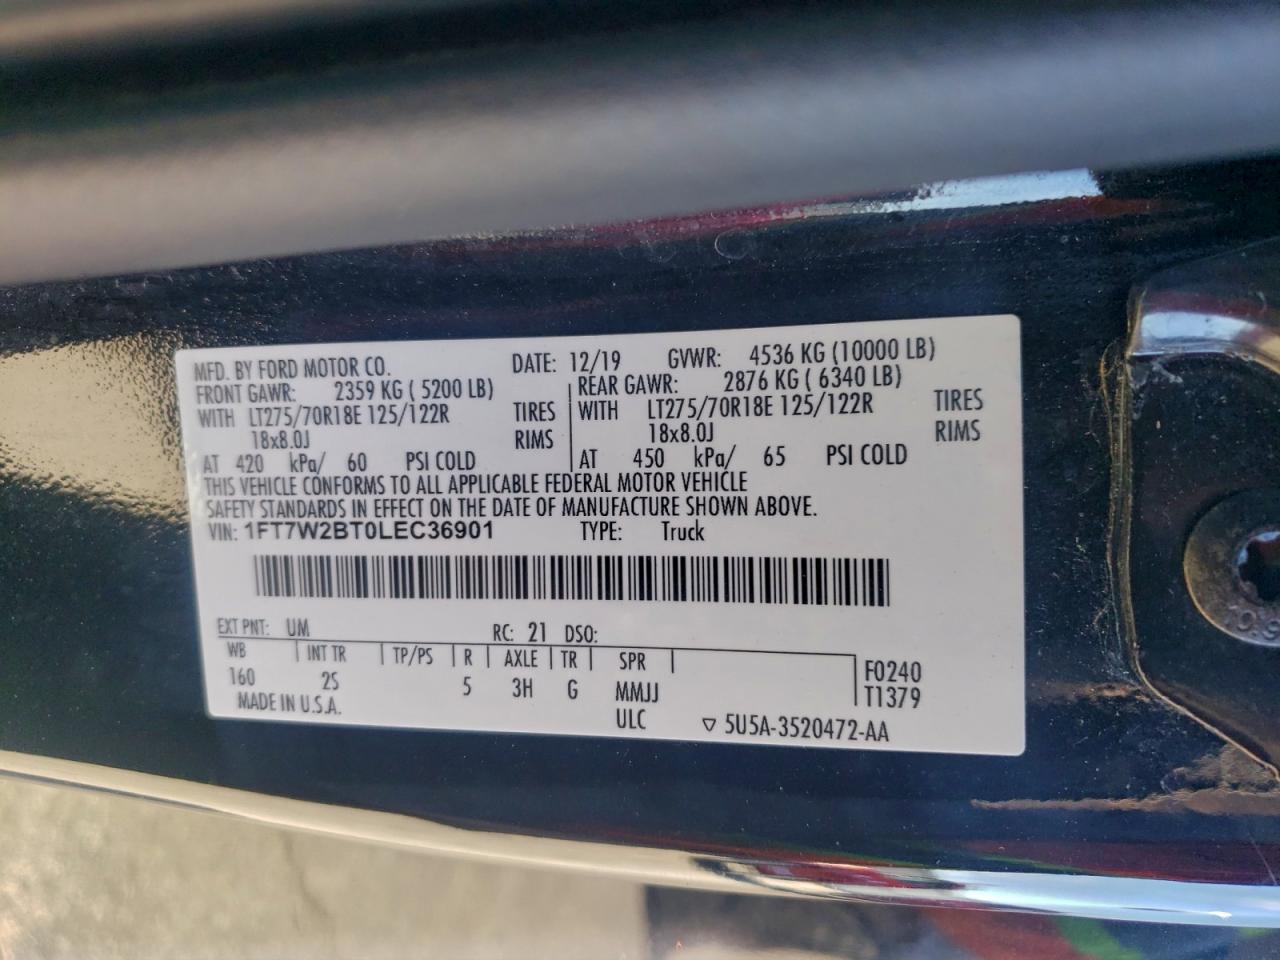 MFD. BY FORD MOTOR CO. DATE: 12/19 GVWR: 4536 KG (10000 LB)
FRONT GAWR: 2359 KG ( 5200 LB) REAR GAWR: 2876 KG ( 6340 LB)
WITH LT275/70R18E 125/122R TIRES WITH LT275/70R18E 125/122R TIRES
18x8.0J RIMS 18x8.0J RIMS
AT 420 kPa/ 60 PSI COLD AT 450 kPa/ 65 PSI COLD
THIS VEHICLE CONFORMS TO ALL APPLICABLE FEDERAL MOTOR VEHICLE
SAFETY STANDARDS IN EFFECT ON THE DATE OF MANUFACTURE SHOWN ABOVE.
VIN: 1FT7W2BT0LEC36901 TYPE: Truck
EXT PNT: UM RC: 21 DSO:
WB INT TR TP/PS R AXLE TR SPR F0240
160 2S 5 3H G MMJJ T1379
MADE IN U.S.A. ULC ▽ 5U5A-3520472-AA